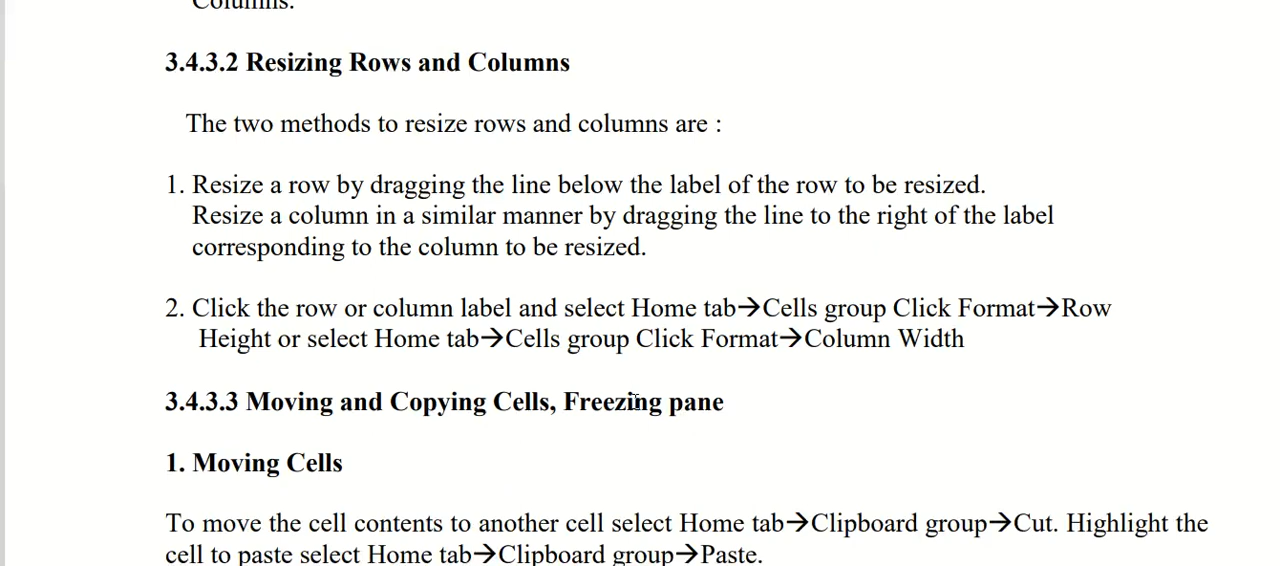 Columns.
3.4.3.2 Resizing Rows and Columns
The two methods to resize rows and columns are :
1. Resize a row by dragging the line below the label of the row to be resized.
Resize a column in a similar manner by dragging the line to the right of the label
corresponding to the column to be resized.
2. Click the row or column label and select Home tab→Cells group Click Format→Row
Height or select Home tab→Cells group Click Format→Column Width
3.4.3.3 Moving and Copying Cells, Freezing pane
1. Moving Cells
To move the cell contents to another cell select Home tab→Clipboard group→Cut. Highlight the
cell to paste select Home tab→Clipboard group→Paste.